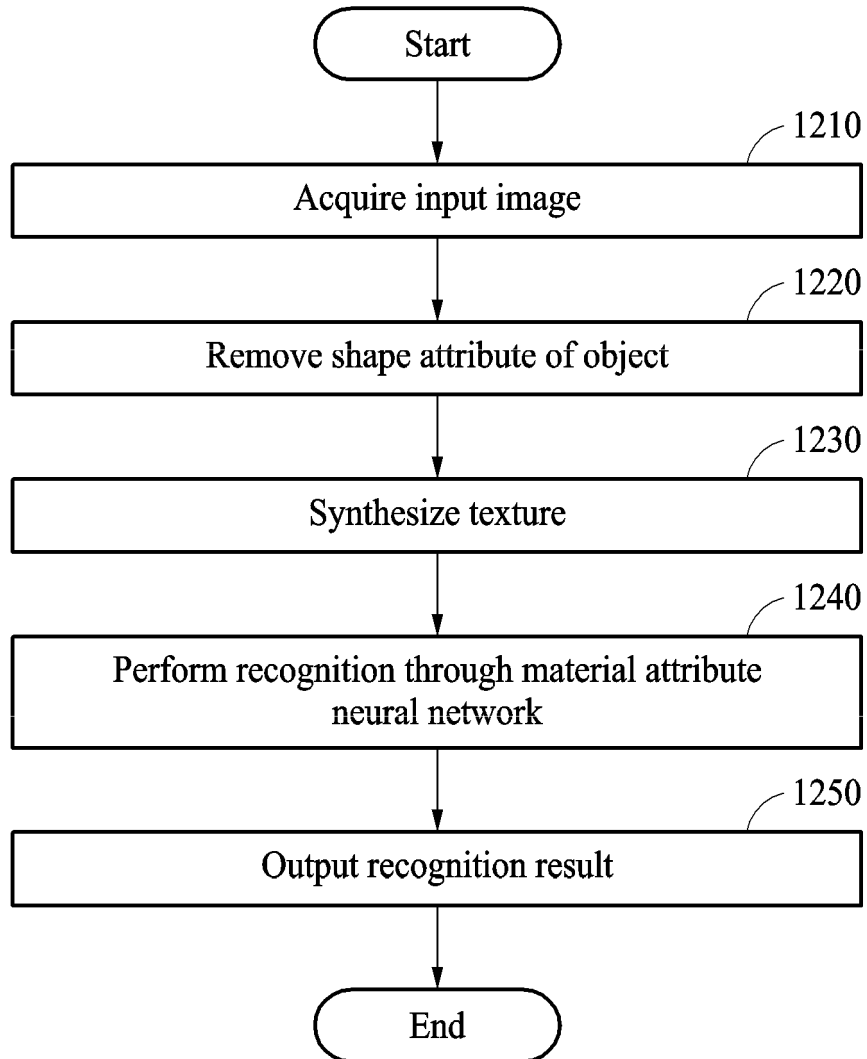 Start
1210
Acquire input image
1220
Remove shape attribute of object
1230
Synthesize texture
1240
Perform recognition through material attribute
neural network
1250
Output recognition result
End